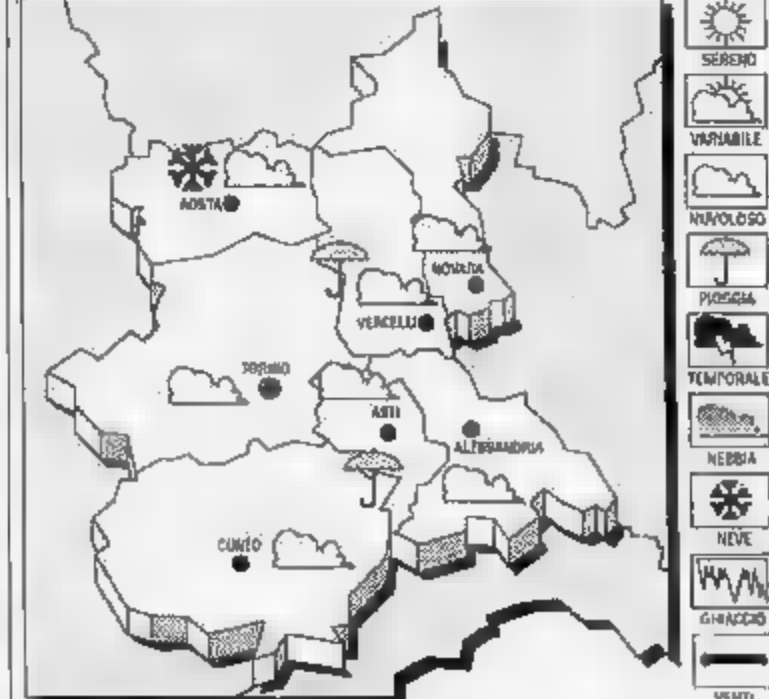 SERENO
VARIABILE
NUVOLOSO
PIOGGIA
TEMPORALE
NEBBIA
NEVE
GHIACCIO
VENTI
AOSTA
NOVARA
VERCELLI
TORINO
ASTI
ALESSANDRIA
CUNEO